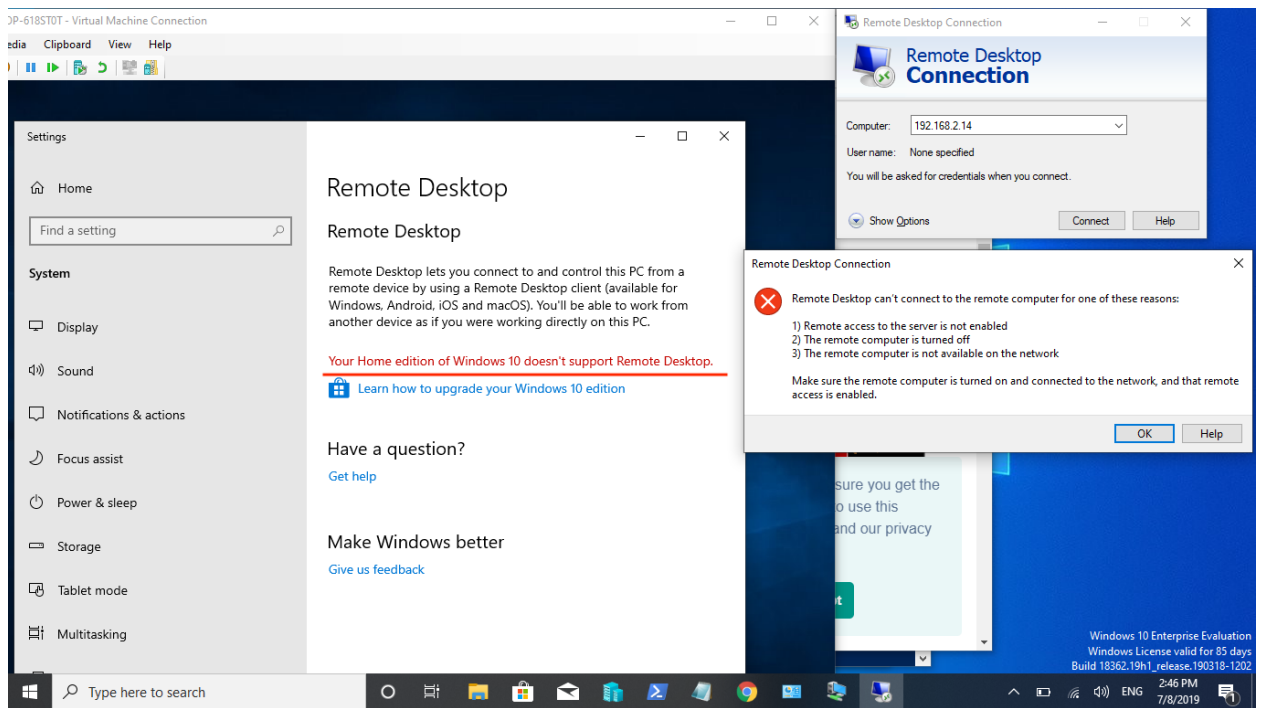 OP-618ST0T - Virtual Machine Connection
edia Clipboard View Help
Settings
Home
Find a setting
System
Display
Sound
Notifications & actions
Focus assist
Power & sleep
Storage
Tablet mode
Multitasking
Remote Desktop
Remote Desktop
Remote Desktop lets you connect to and control this PC from a
remote device by using a Remote Desktop client (available for
Windows, Android, iOS and macOS). You'll be able to work from
another device as if you were working directly on this PC.
Your Home edition of Windows 10 doesn't support Remote Desktop.
Learn how to upgrade your Windows 10 edition
Have a question?
Get help
Make Windows better
Give us feedback
Remote Desktop Connection
Remote Desktop
Connection
Computer: 192.168.2.14
User name: None specified
You will be asked for credentials when you connect.
Show Options Connect Help
Remote Desktop Connection
Remote Desktop can't connect to the remote computer for one of these reasons:
1) Remote access to the server is not enabled
2) The remote computer is turned off
3) The remote computer is not available on the network
Make sure the remote computer is turned on and connected to the network, and that remote
access is enabled.
OK Help
sure you get the
o use this
and our privacy
Windows 10 Enterprise Evaluation
Windows License valid for 85 days
Build 18362.19h1_release.190318-1202
Type here to search
ENG
2:46 PM
7/8/2019
1